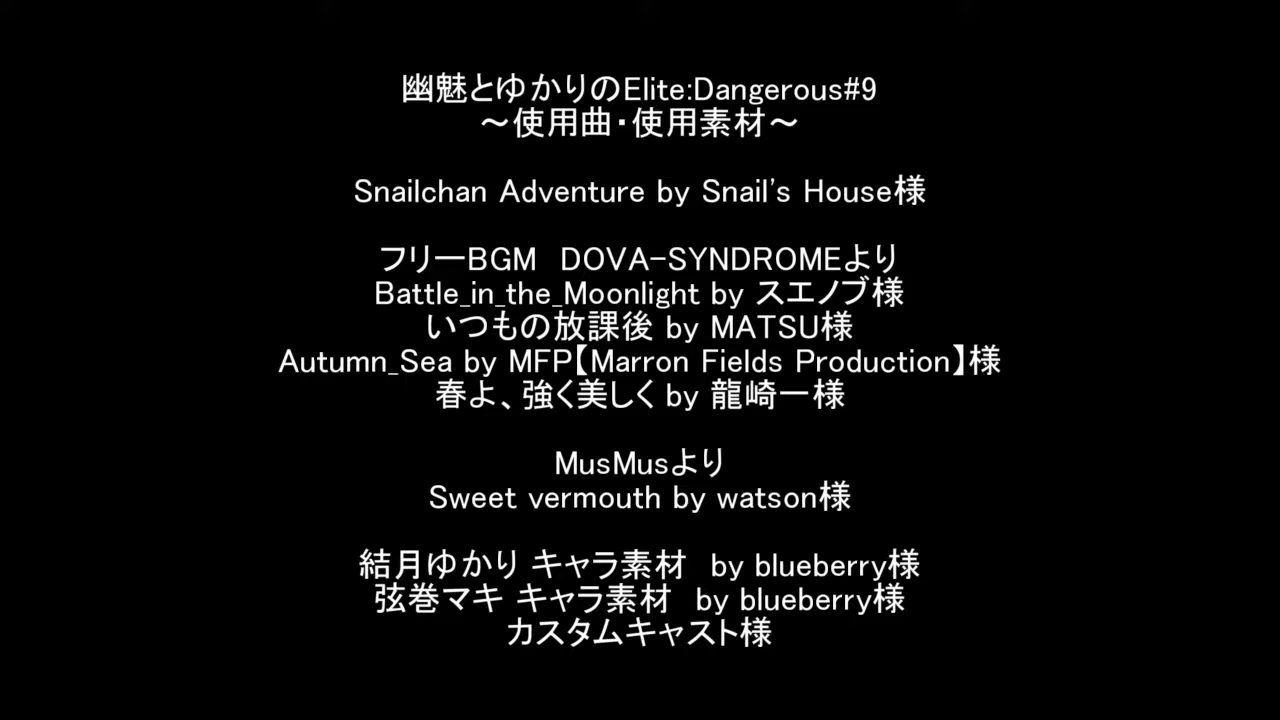 幽魅とゆかりのElite:Dangerous#9
～使用曲・使用素材～
Snailchan Adventure by Snail's House様
フリーBGM　DOVA-SYNDROMEより
Battle_in_the_Moonlight by スエノブ様
いつもの放課後 by MATSU様
Autumn_Sea by MFP【Marron Fields Production】様
春よ、強く美しく by 龍崎一様
MusMusより
Sweet vermouth by watson様
結月ゆかり キャラ素材　by blueberry様
弦巻マキ キャラ素材　by blueberry様
カスタムキャスト様